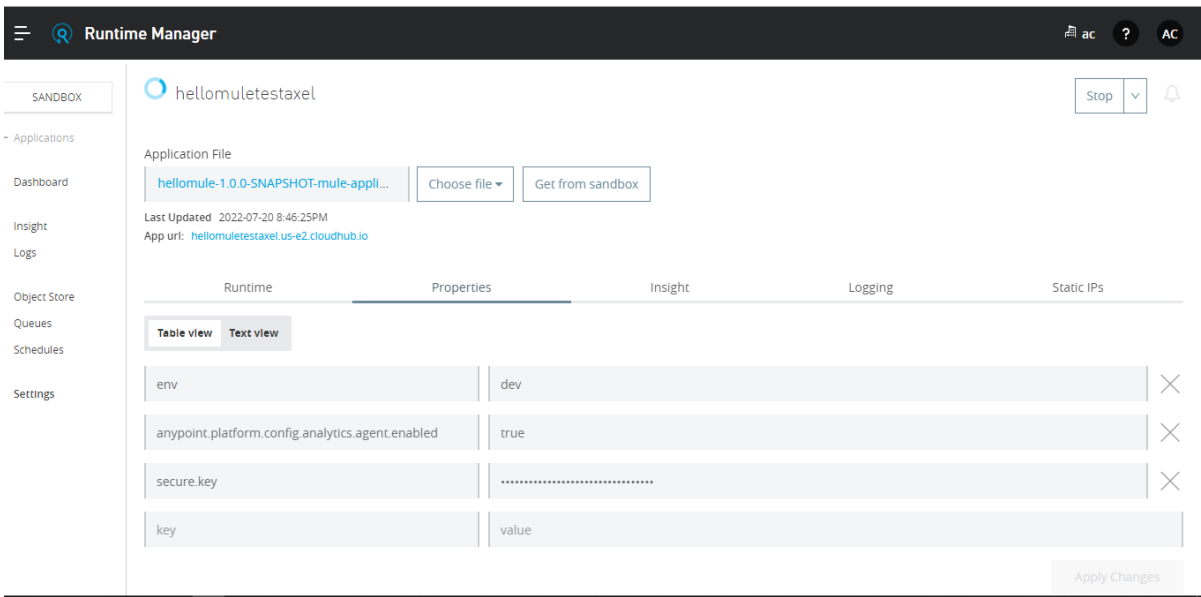 Runtime Manager
ac
?
AC
SANDBOX
Applications
Dashboard
Insight
Logs
Object Store
Queues
Schedules
Settings
hellomuletestaxel
Stop
Application File
hellomule-1.0.0-SNAPSHOT-mule-appli...
Choose file
Get from sandbox
Last Updated 2022-07-20 8:46:25PM
App url: hellomuletestaxel.us-e2.cloudhub.io
Runtime Properties Insight Logging Static IPs
Table view Text view
env dev
anypoint.platform.config.analytics.agent.enabled true
secure.key •••••••••••••••••••••••••••••••••
key value
Apply Changes